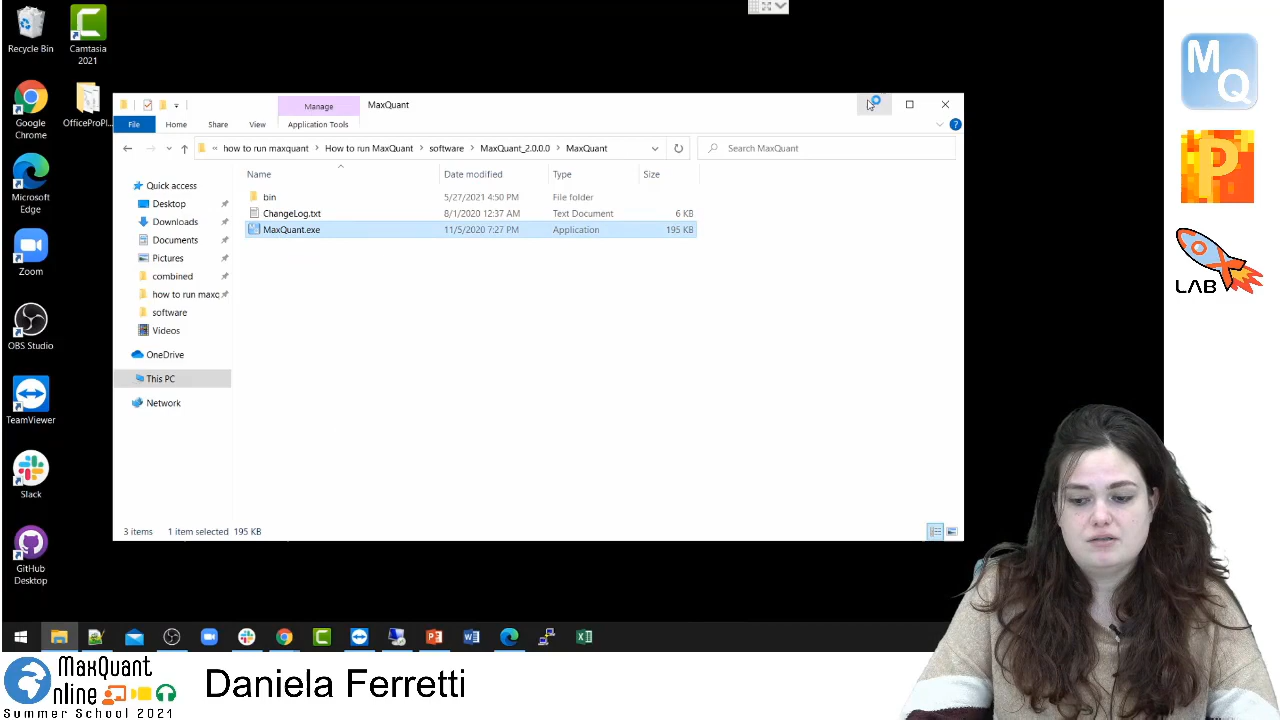 Recycle Bin
Camtasia
2021
Google
Chrome
OfficeProPl...
Microsoft
Edge
Zoom
OBS Studio
TeamViewer
Slack
GitHub
Desktop
Manage
MaxQuant
File
Home
Share
View
Application Tools
« how to run maxquant > How to run MaxQuant > software > MaxQuant_2.0.0.0 > MaxQuant
Search MaxQuant
Name
Date modified
Type
Size
bin
5/27/2021 4:50 PM
File folder
ChangeLog.txt
8/1/2020 12:37 AM
Text Document
6 KB
MaxQuant.exe
11/5/2020 7:27 PM
Application
195 KB
Quick access
Desktop
Downloads
Documents
Pictures
combined
how to run maxc
software
Videos
OneDrive
This PC
Network
3 items
1 item selected 195 KB
M
Q
P
LAB
MaxQuant
online
Summer School 2021
Daniela Ferretti